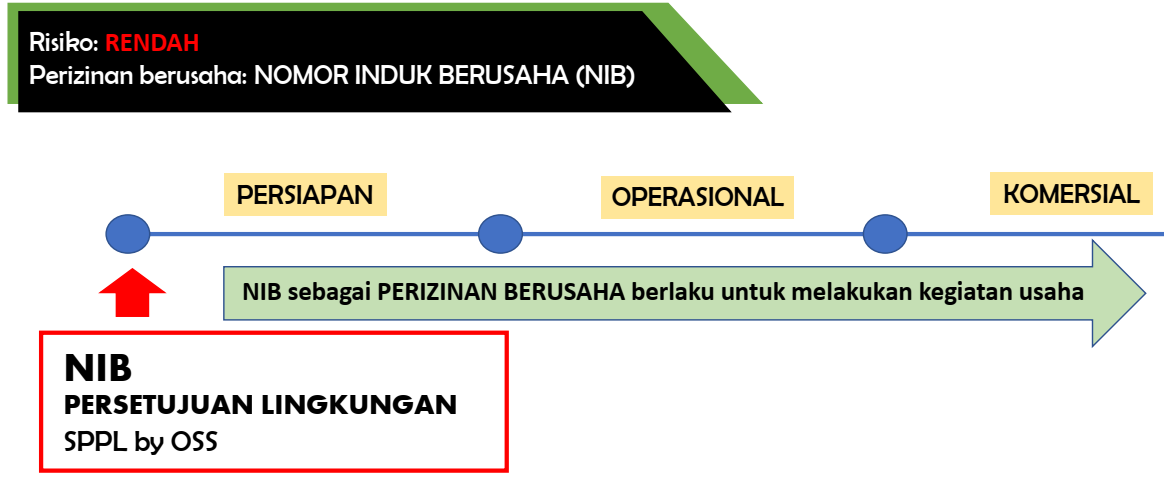 Risiko: RENDAH
Perizinan berusaha: NOMOR INDUK BERUSAHA (NIB)
PERSIAPAN
OPERASIONAL
KOMERSIAL
NIB sebagai PERIZINAN BERUSAHA berlaku untuk melakukan kegiatan usaha
NIB
PERSETUJUAN LINGKUNGAN
SPPL by OSS